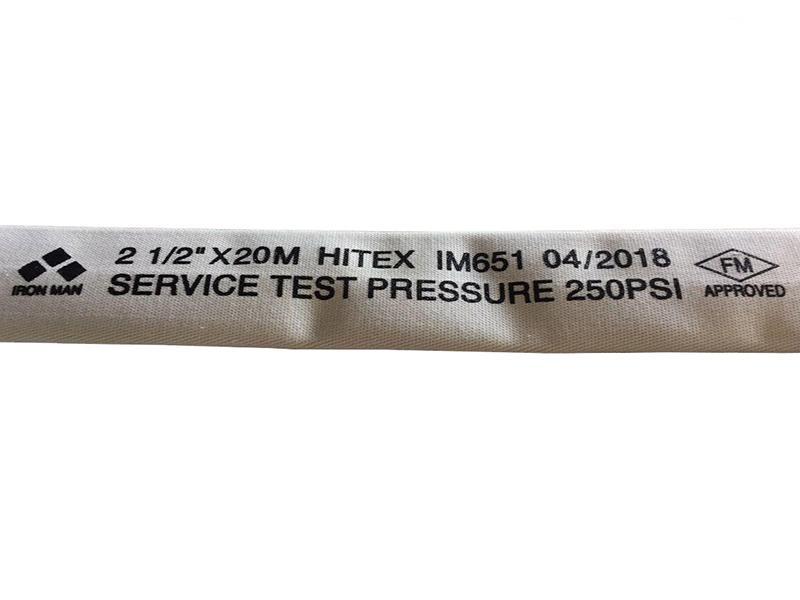 2 1/2" X20M HITEX IM651 04/2018
SERVICE TEST PRESSURE 250PSI
IRON MAN
FM
APPROVED